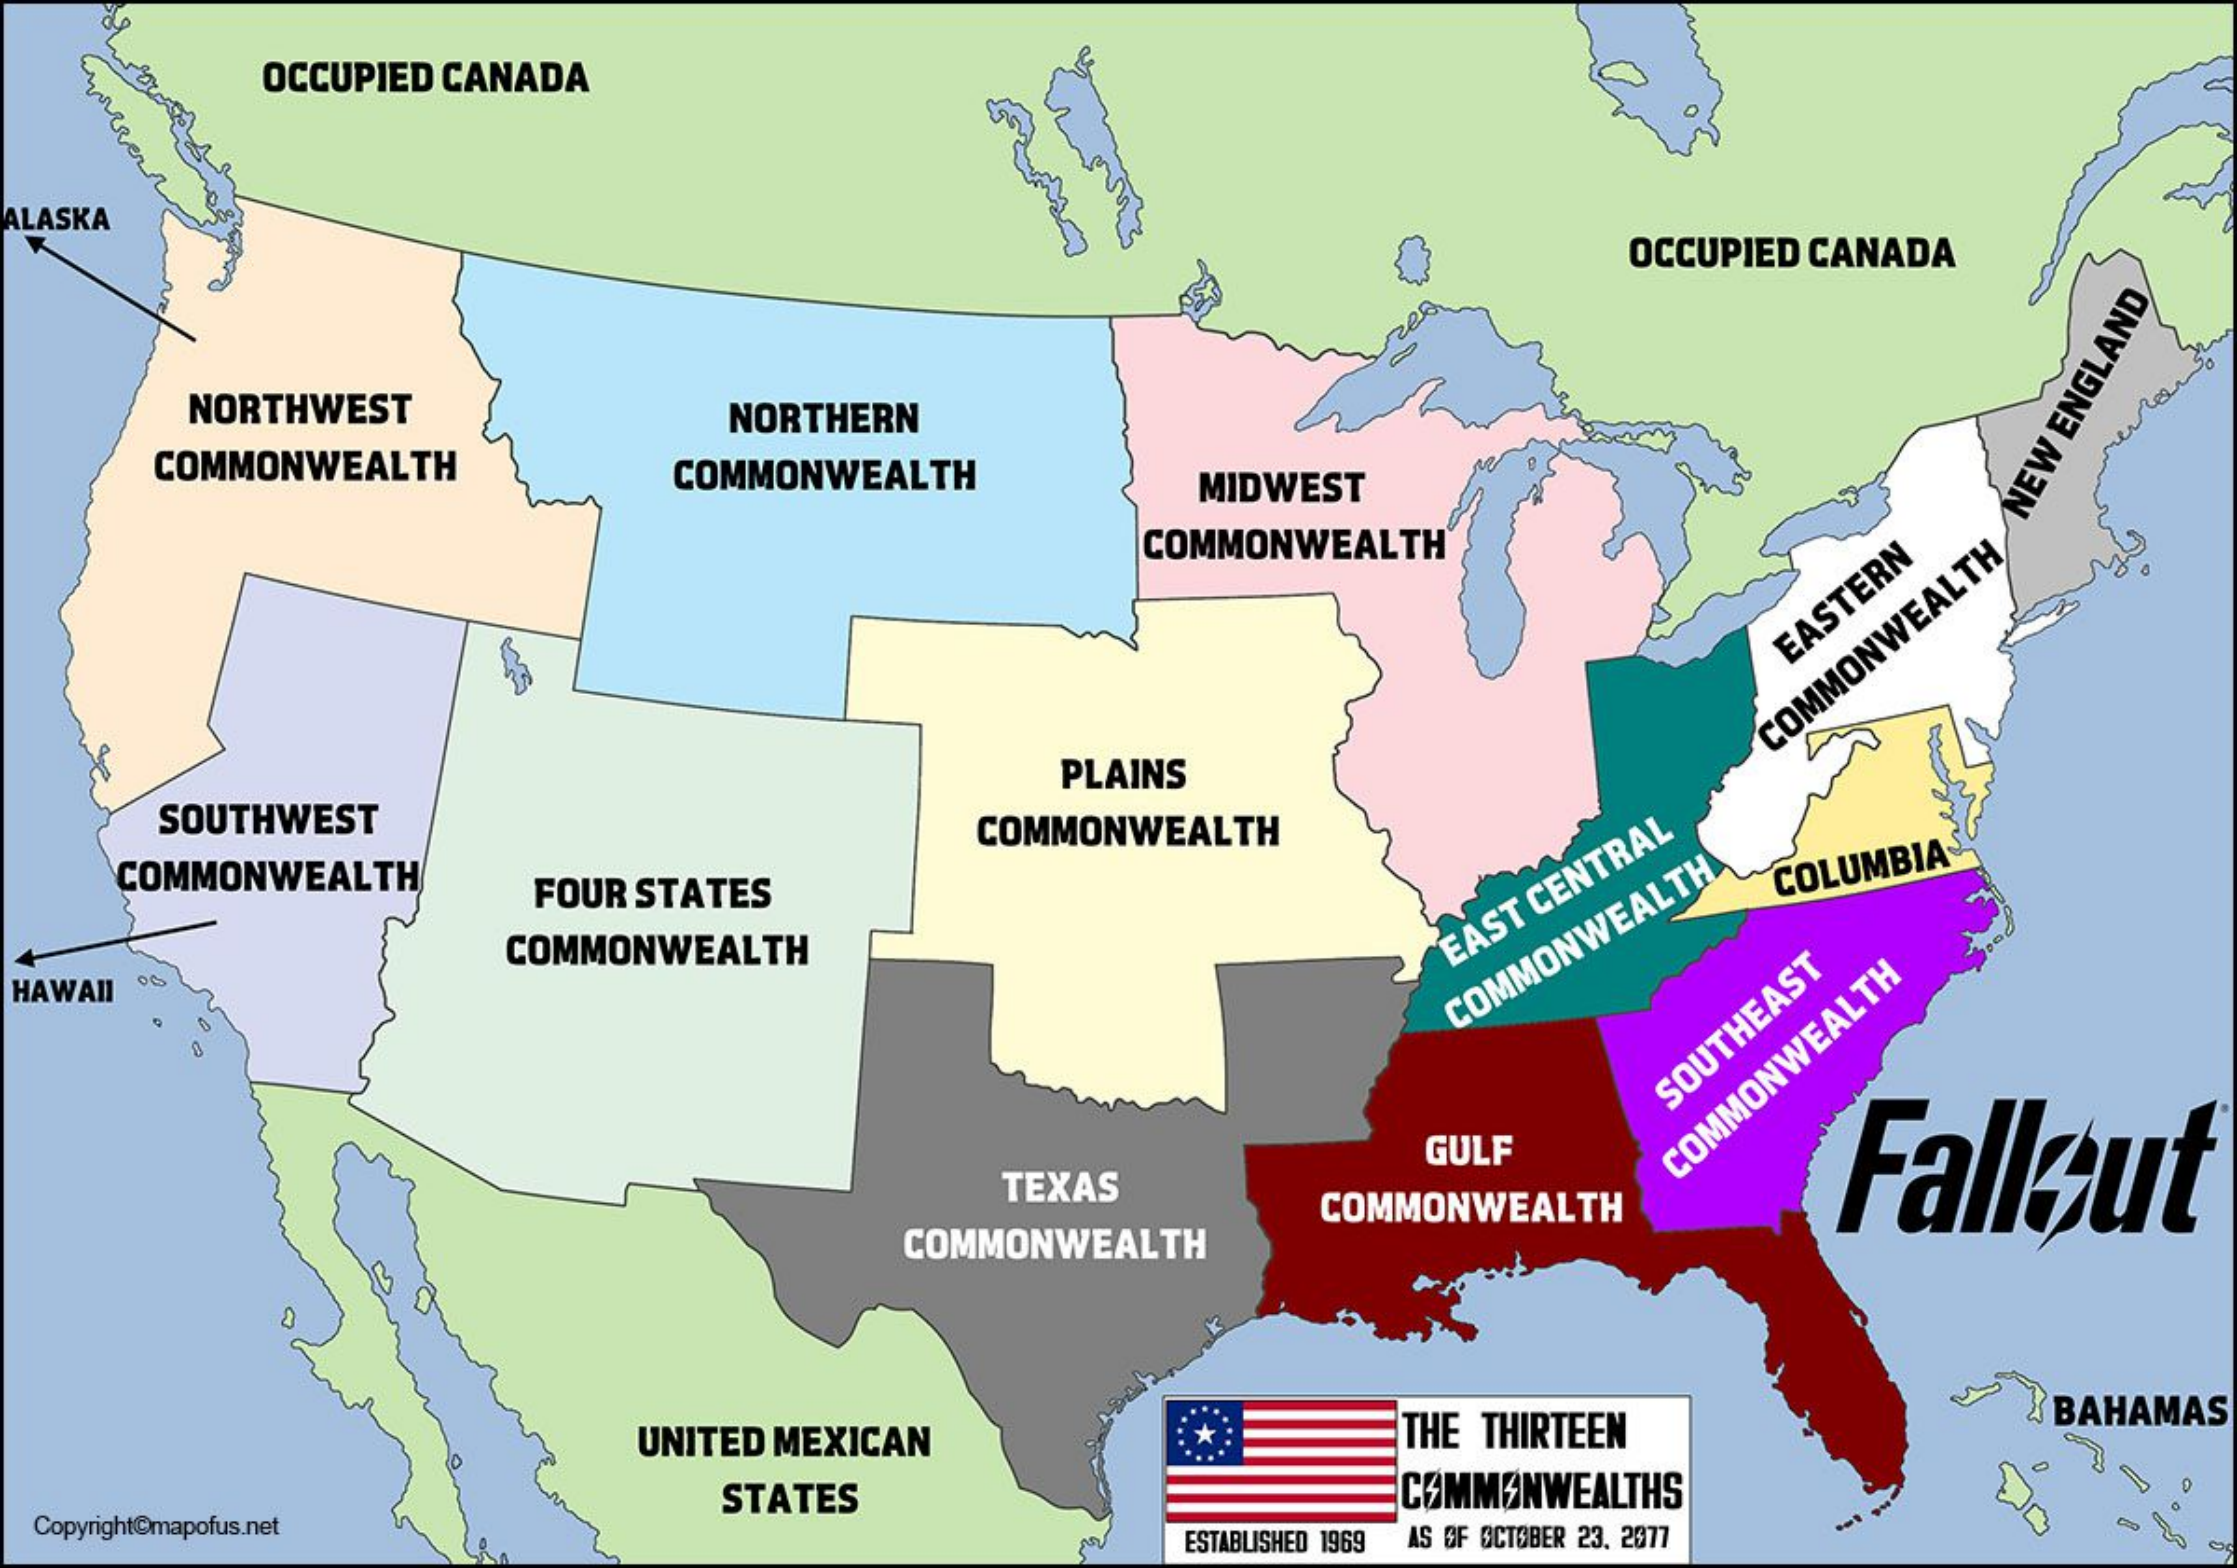 OCCUPIED CANADA
ALASKA
OCCUPIED CANADA
NEW ENGLAND
NORTHWEST
COMMONWEALTH
NORTHERN
COMMONWEALTH
MIDWEST
COMMONWEALTH
EASTERN
COMMONWEALTH
SOUTHWEST
COMMONWEALTH
FOUR STATES
COMMONWEALTH
PLAINS
COMMONWEALTH
EAST CENTRAL
COMMONWEALTH
COLUMBIA
HAWAII
SOUTHEAST
COMMONWEALTH
GULF
COMMONWEALTH
TEXAS
COMMONWEALTH
Fallout
UNITED MEXICAN
STATES
BAHAMAS
THE THIRTEEN
COMMONWEALTHS
ESTABLISHED 1969
AS OF OCTOBER 23, 2077
Copyright©mapofus.net